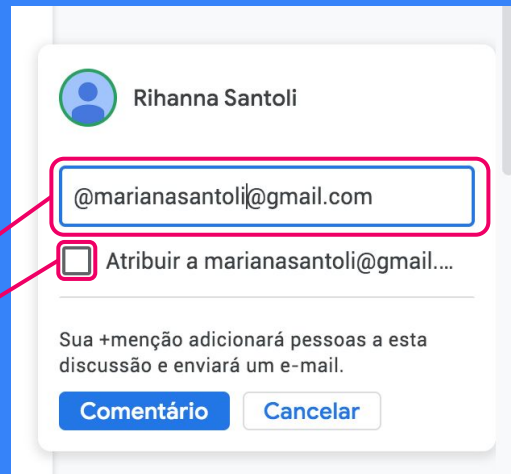 Rihanna Santoli
@marianasantoli@gmail.com
Atribuir a marianasantoli@gmail....
Sua +menção adicionará pessoas a esta
discussão e enviará um e-mail.
Comentário Cancelar